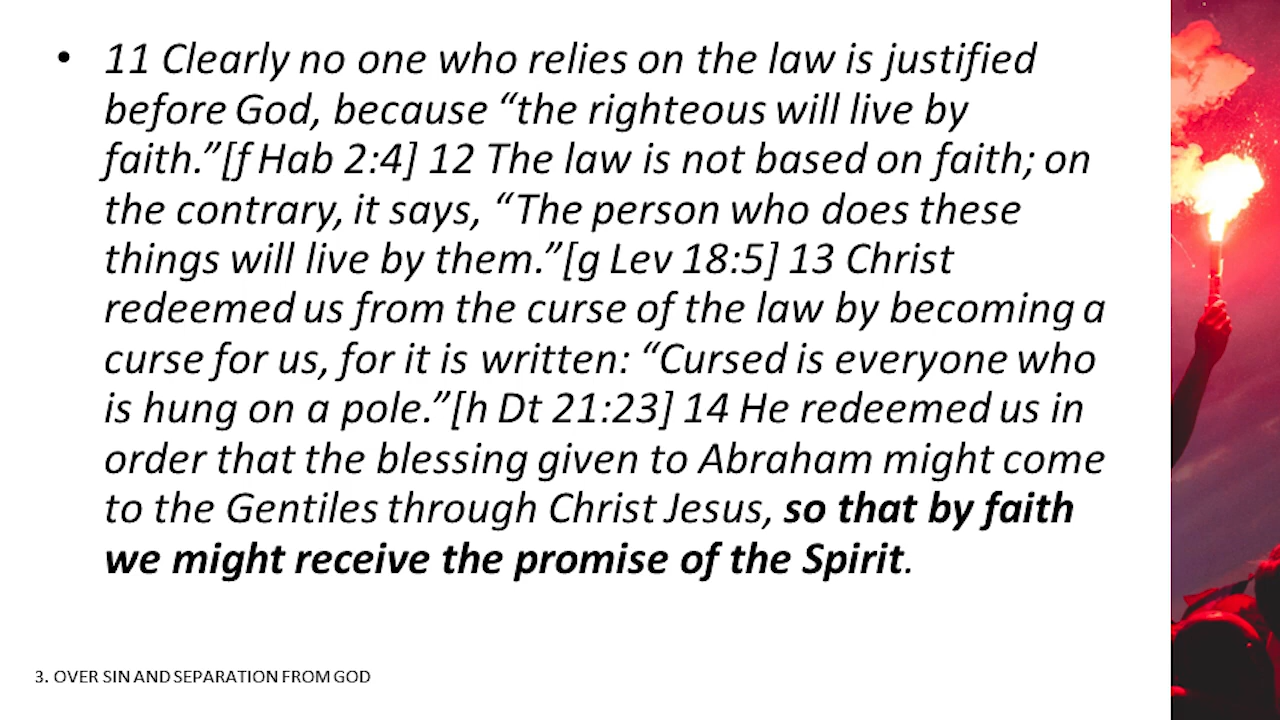 • 11 Clearly no one who relies on the law is justified
before God, because “the righteous will live by
faith.”[f Hab 2:4] 12 The law is not based on faith; on
the contrary, it says, “The person who does these
things will live by them.”[g Lev 18:5] 13 Christ
redeemed us from the curse of the law by becoming a
curse for us, for it is written: “Cursed is everyone who
is hung on a pole.”[h Dt 21:23] 14 He redeemed us in
order that the blessing given to Abraham might come
to the Gentiles through Christ Jesus, so that by faith
we might receive the promise of the Spirit.
3. OVER SIN AND SEPARATION FROM GOD